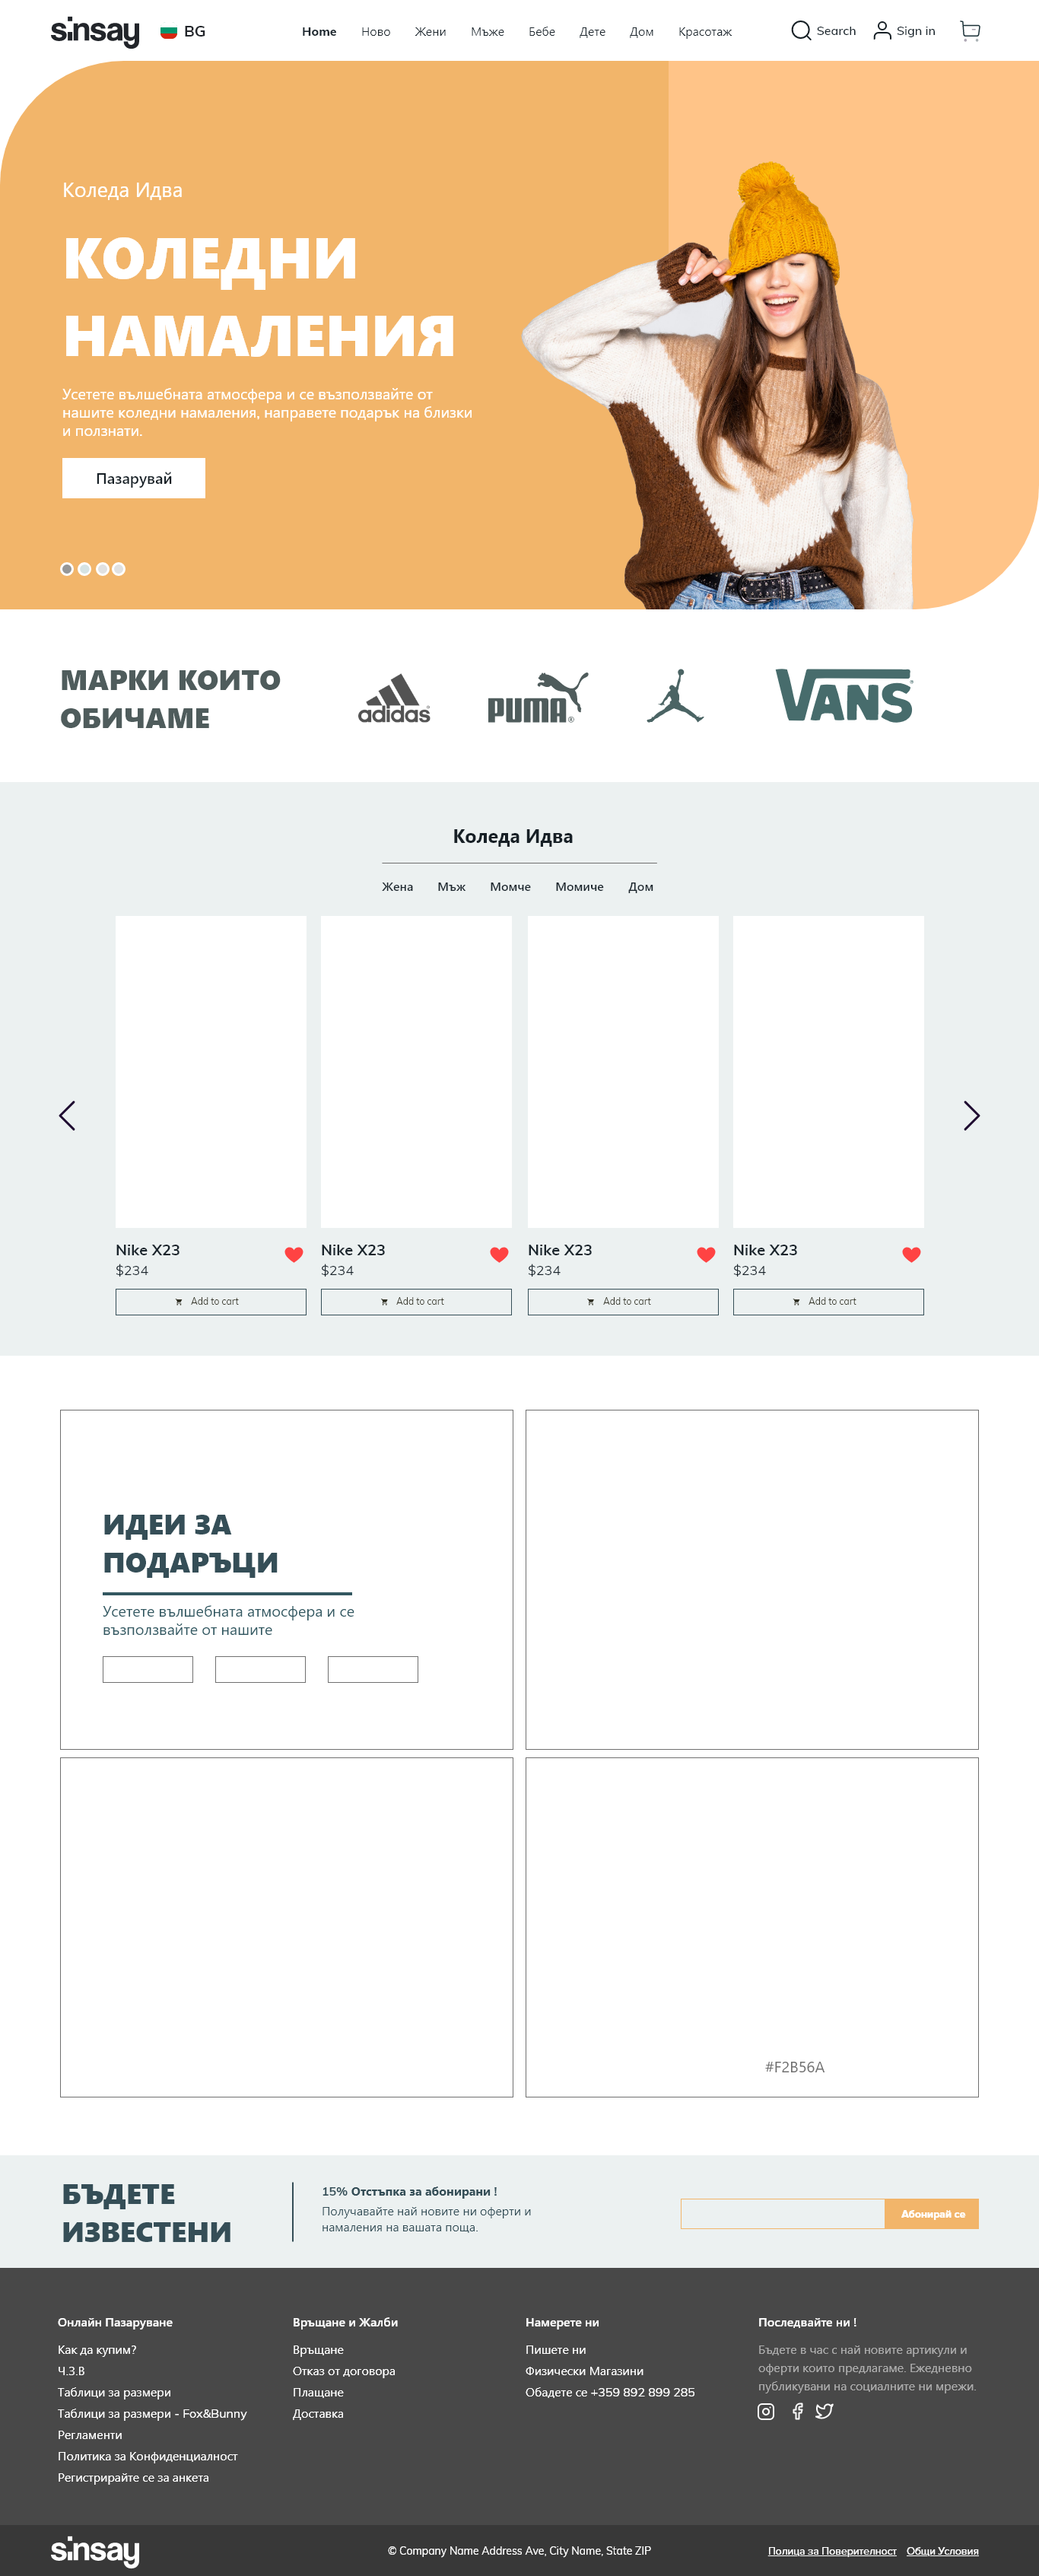 sinsay BG Home Ново Жени Мъже Бебе Дете Дом Красотаж Search Sign in
Коледа Идва
КОЛЕДНИ
НАМАЛЕНИЯ
Усетете вълшебната атмосфера и се възползвайте от
нашите коледни намаления, направете подарък на близки
и ползнати.
Пазарувай
МАРКИ КОИТО
ОБИЧАМЕ
adidas®
PUMA®
VANS®
Коледа Идва
Жена Мъж Момче Момиче Дом
Nike X23 Nike X23 Nike X23 Nike X23
$234 $234 $234 $234
Add to cart Add to cart Add to cart Add to cart
ИДЕИ ЗА
ПОДАРЪЦИ
Усетете вълшебната атмосфера и се
възползвайте от нашите
#F2B56A
БЪДЕТЕ
ИЗВЕСТЕНИ
15% Отстъпка за абонирани !
Получавайте най новите ни оферти и
намаления на вашата поща.
Абонирай се
Онлайн Пазаруване
Как да купим?
Ч.З.В
Таблици за размери
Таблици за размери - Fox&Bunny
Регламенти
Политика за Конфиденциалност
Регистрирайте се за анкета
Връщане и Жалби
Връщане
Отказ от договора
Плащане
Доставка
Намерете ни
Пишете ни
Физически Магазини
Обадете се +359 892 899 285
Последвайте ни !
Бъдете в час с най новите артикули и
оферти които предлагаме. Ежедневно
публикувани на социалните ни мрежи.
sinsay © Company Name Address Ave, City Name, State ZIP Полица за Поверителност Общи Условия